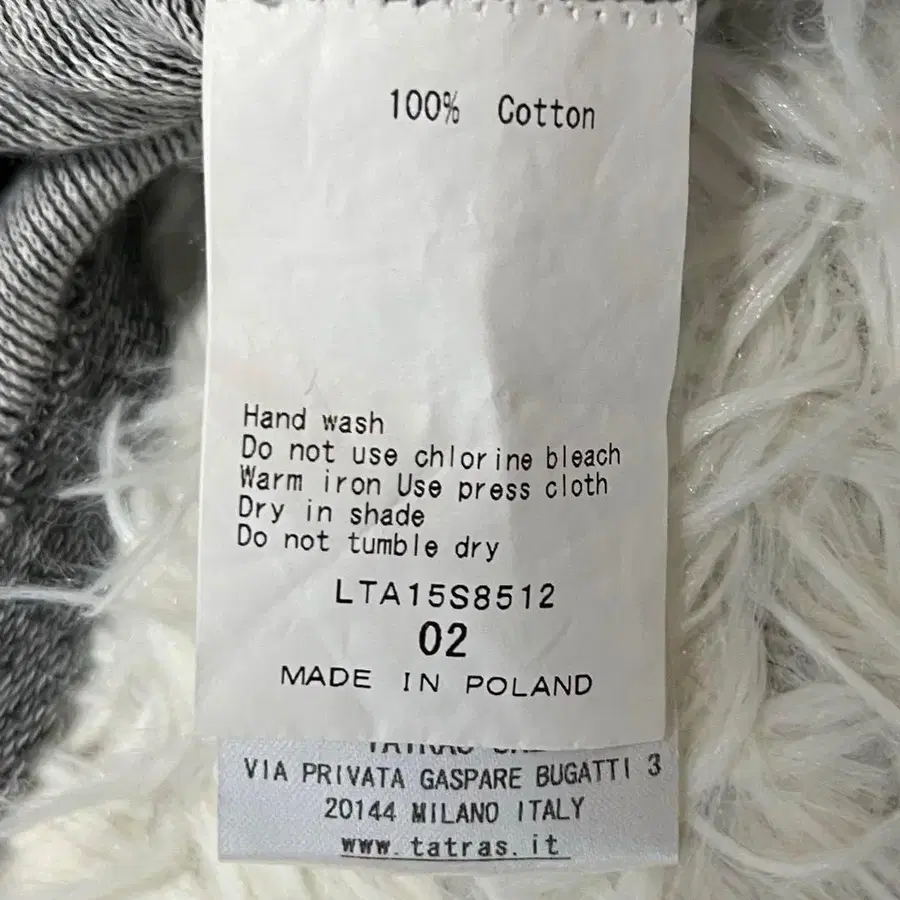 100% Cotton
Hand wash
Do not use chlorine bleach
Warm iron Use press cloth
Dry in shade
Do not tumble dry
LTA15S8512
02
MADE IN POLAND
TATRAS
VIA PRIVATA GASPARE BUGATTI 3
20144 MILANO ITALY
www.tatras.it